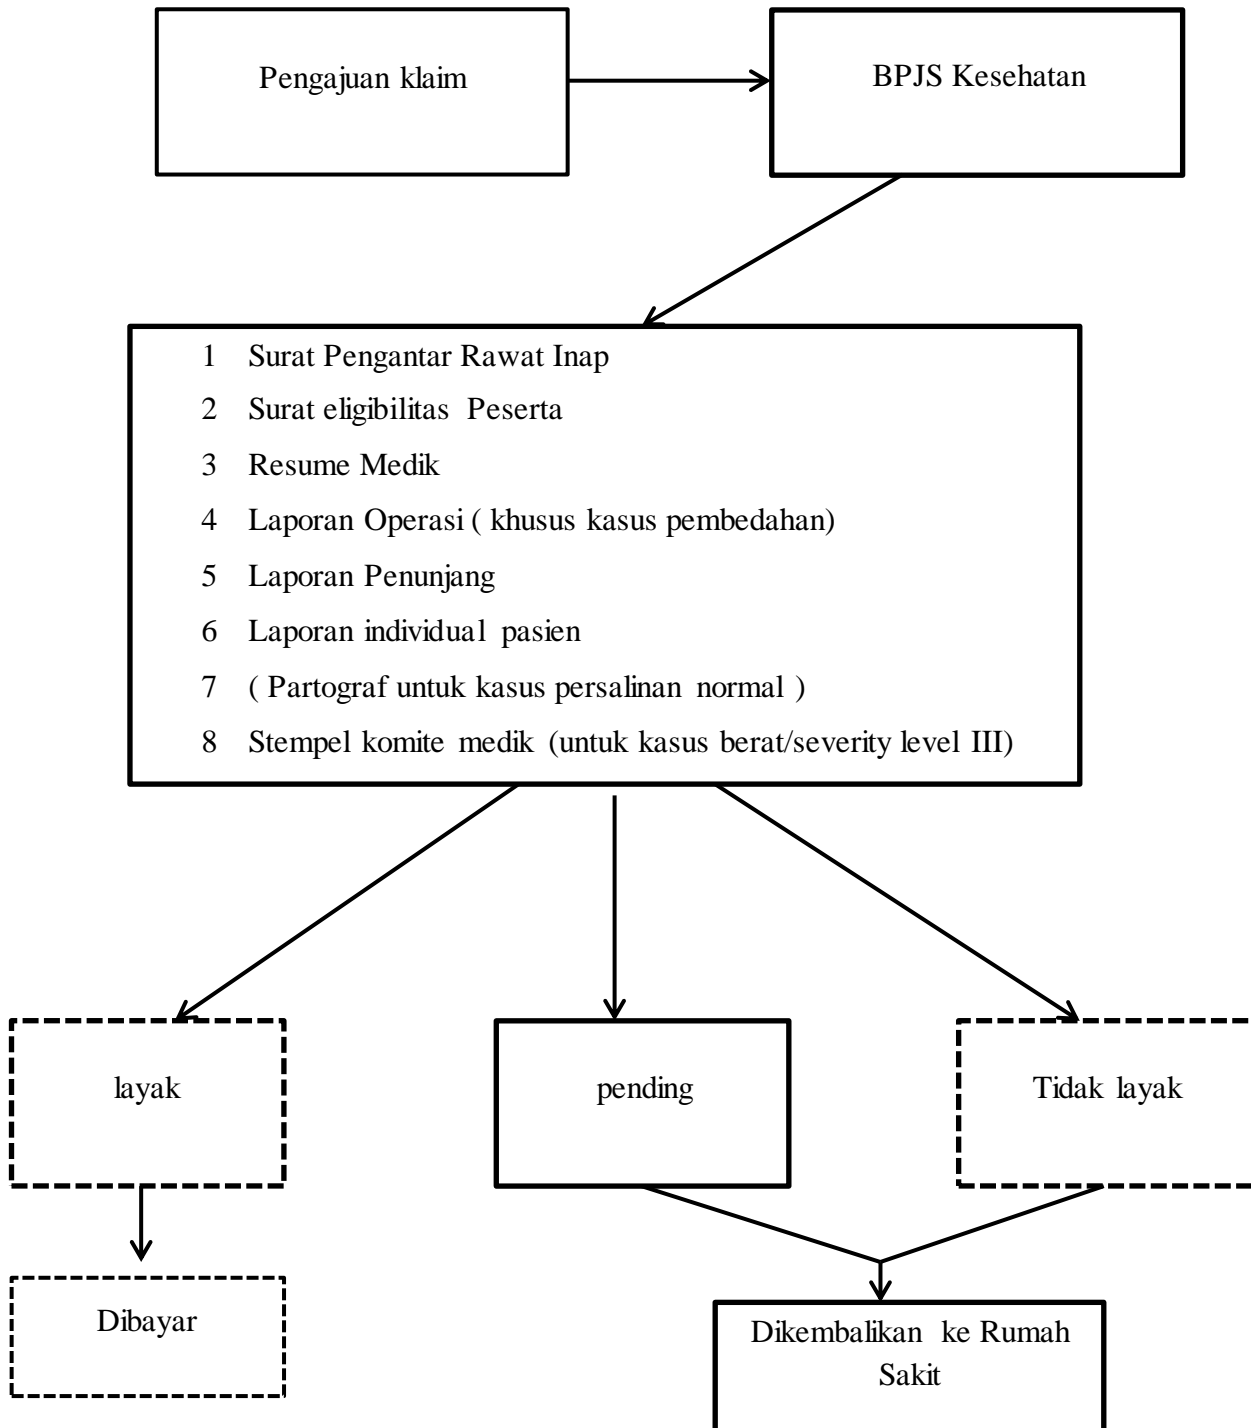 Pengajuan klaim
BPJS Kesehatan
1 Surat Pengantar Rawat Inap
2 Surat eligibilitas Peserta
3 Resume Medik
4 Laporan Operasi ( khusus kasus pembedahan)
5 Laporan Penunjang
6 Laporan individual pasien
7 ( Partograf untuk kasus persalinan normal )
8 Stempel komite medik (untuk kasus berat/severity level III)
layak
pending
Tidak layak
Dibayar
Dikembalikan ke Rumah
Sakit